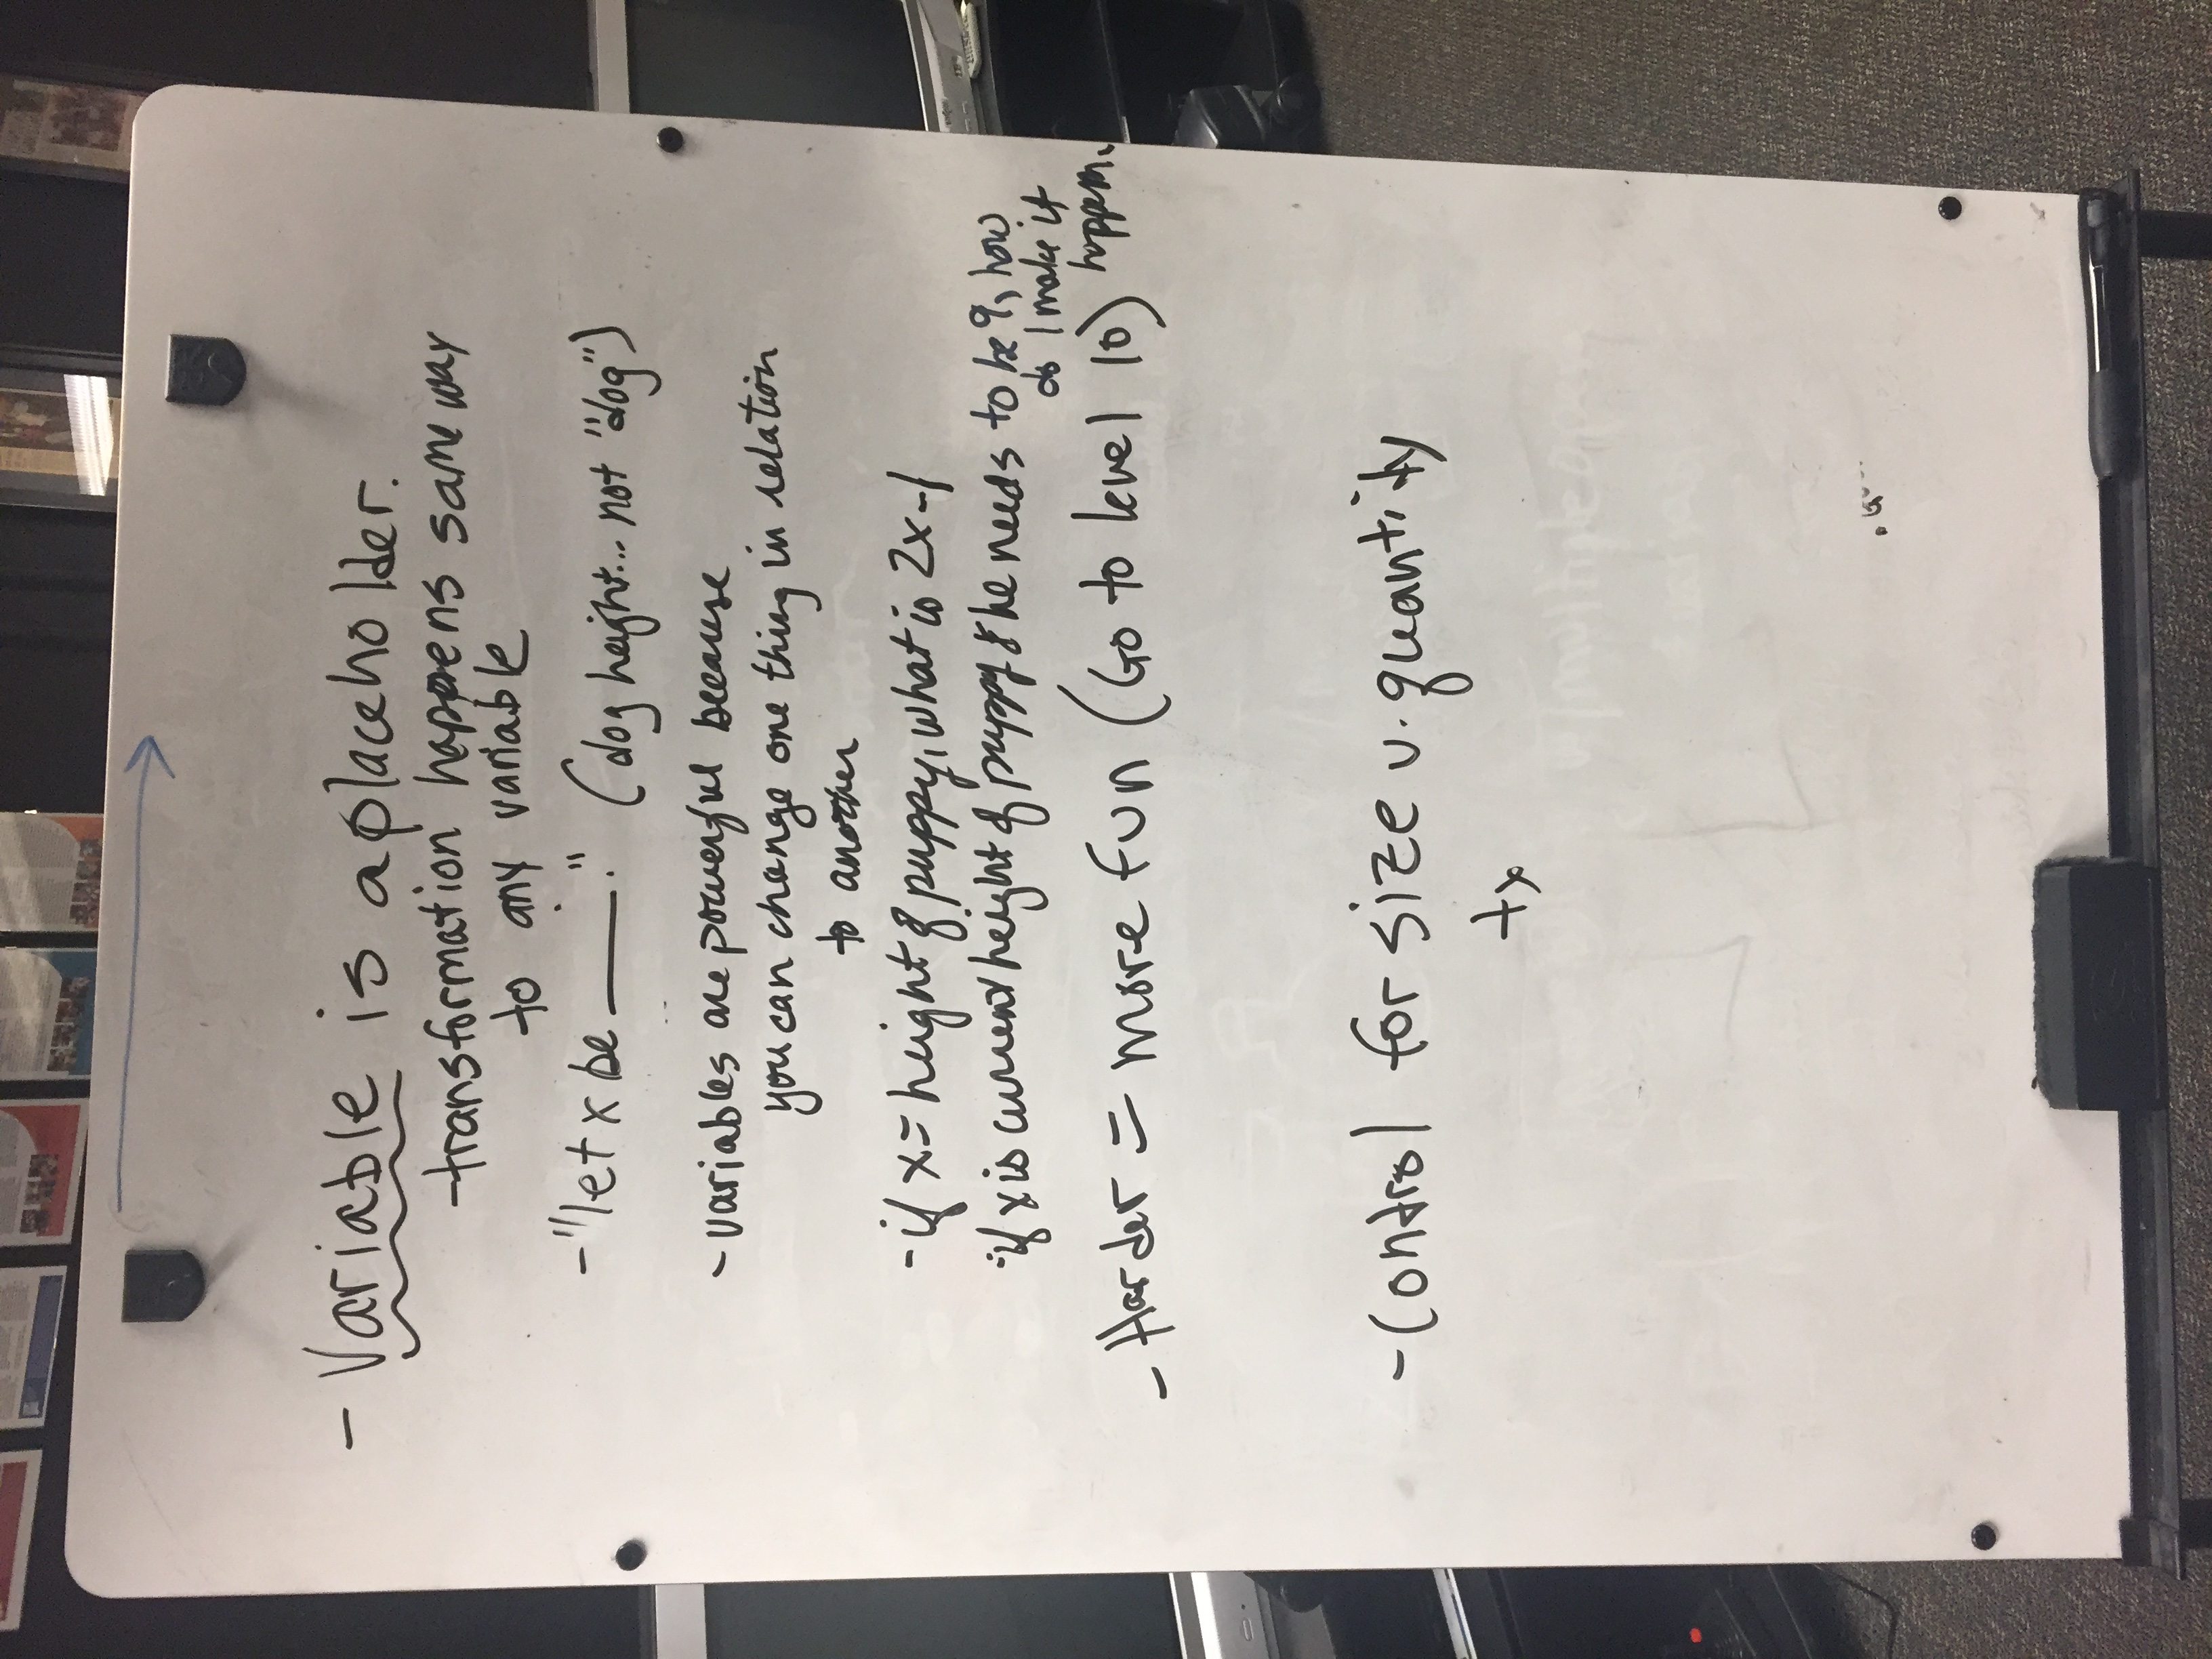 - Variable is a placeholder.
- transformation happens same way
to any variable
- "let x be ____." (dog height... not "dog")
- variables are powerful because
you can change one thing in relation
to another
- if x = height of puppy, what is 2x-1
- if x is current height of puppy & he needs to be 9, how
do I make it
happen.
- Harder = more fun (Go to level 10)
- Control for size v. quantity